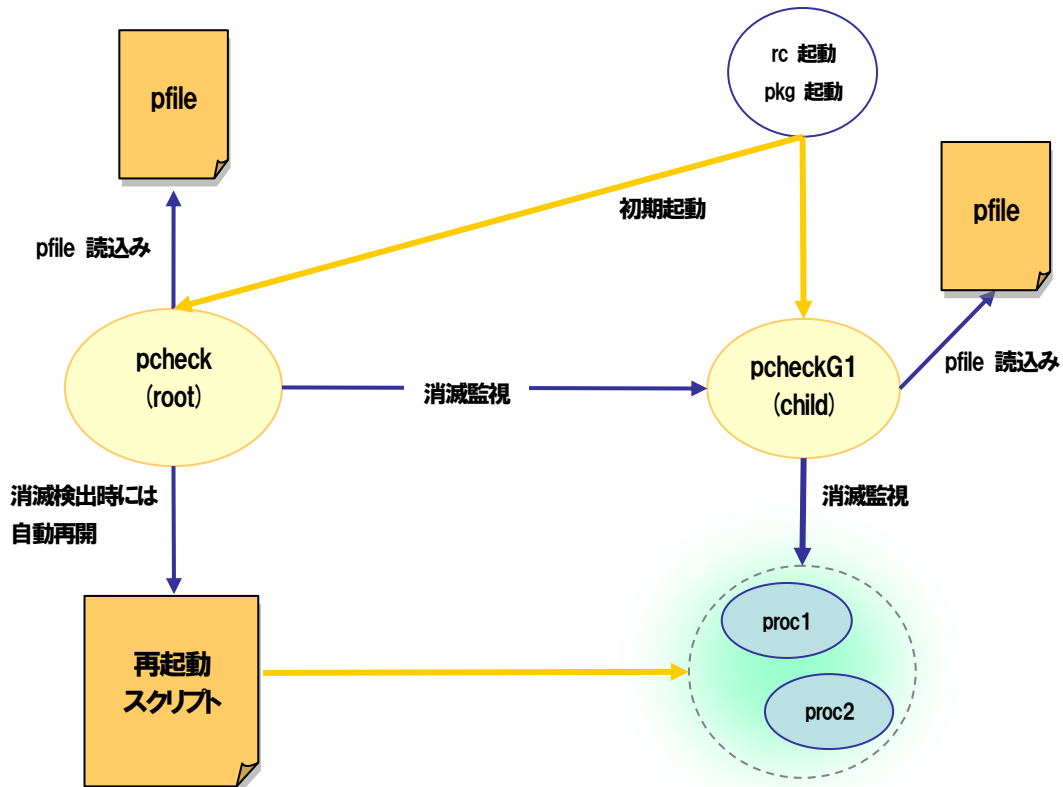 rc 起動
pkg 起動
pfile
pfile
初期起動
pfile 読込み
pfile 読込み
pcheck
(root)
消滅監視
pcheckG1
(child)
消滅検出時には
自動再開
消滅監視
再起動
スクリプト
proc1
proc2